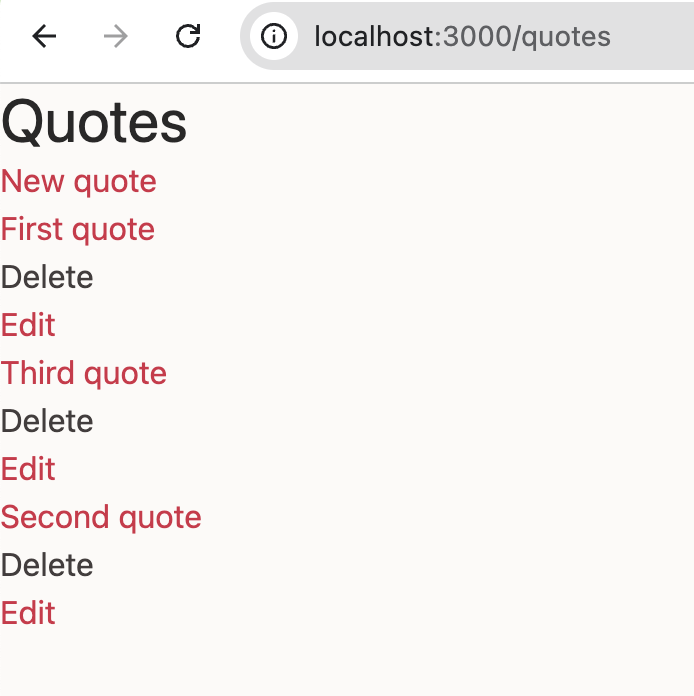 localhost:3000/quotes
Quotes
New quote
First quote
Delete
Edit
Third quote
Delete
Edit
Second quote
Delete
Edit